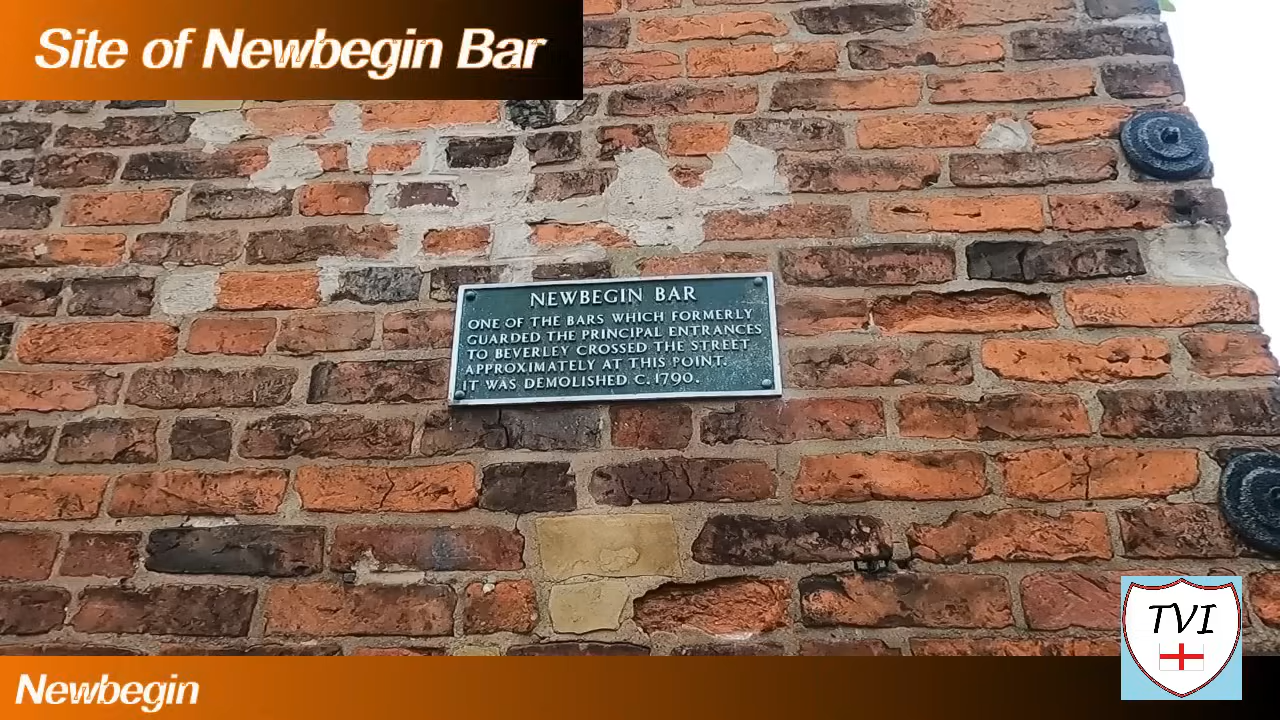 Site of Newbegin Bar
NEWBEGIN BAR
ONE OF THE BARS WHICH FORMERLY
GUARDED THE PRINCIPAL ENTRANCES
TO BEVERLEY CROSSED THE STREET
APPROXIMATELY AT THIS POINT.
IT WAS DEMOLISHED C. 1790.
Newbegin
TVI